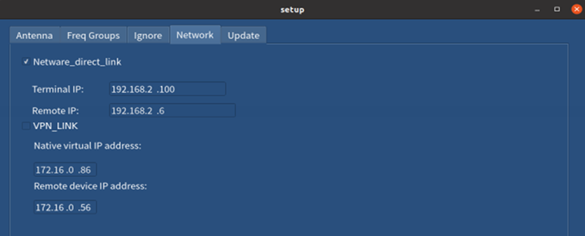 setup
Antenna Freq Groups Ignore Network Update
Netware_direct_link
Terminal IP: 192.168.2 .100
Remote IP: 192.168.2 .6
VPN_LINK
Native virtual IP address:
172.16 .0 .86
Remote device IP address:
172.16 .0 .56